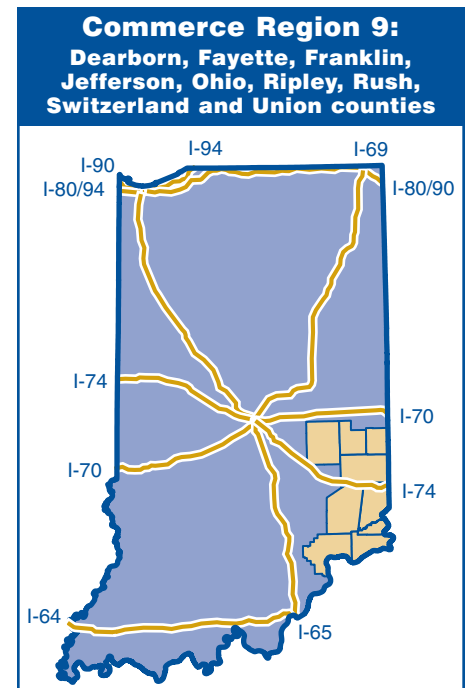 Commerce Region 9:
Dearborn, Fayette, Franklin,
Jefferson, Ohio, Ripley, Rush,
Switzerland and Union counties
I-94
I-69
I-90
I-80/94
I-80/90
I-74
I-70
I-70
I-74
I-64
I-65